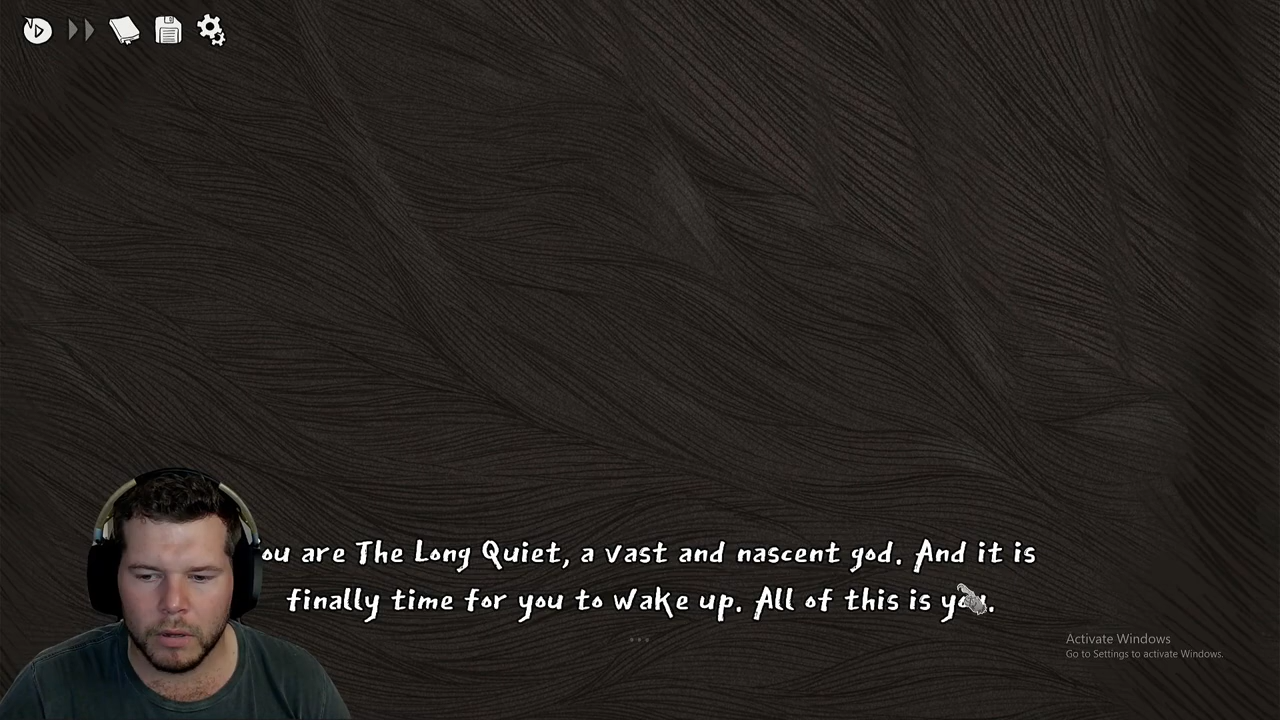 ou are The Long Quiet, a vast and nascent god. And it is
finally time for you to wake up. All of this is you.
...
Activate Windows
Go to Settings to activate Windows.